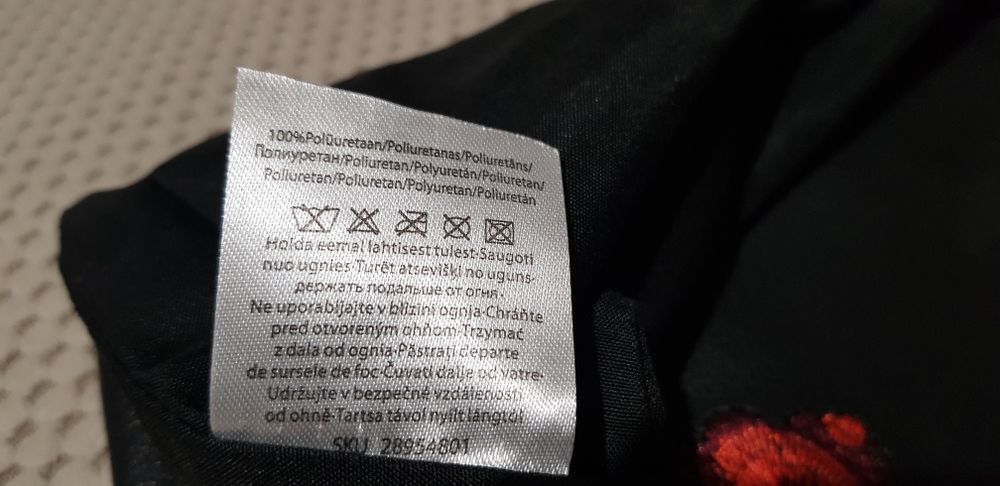 100%Polüuretaan/Poliuretanas/Poliuretāns/
Полиуретан/Poliuretan/Polyuretán/Poliuretan/
Poliuretan/Poliuretan/Polyuretan/Poliuretán
Hoida eemal lahtisest tulest·Saugoti
nuo ugnies·Turēt atsevišķi no uguns·
держать подальше от огня·
Ne uporabljajte v bližini ognja·Chráňte
pred otvoreným ohňom·Trzymać
z dala od ognia·Păstrați departe
de sursele de foc·Čuvati dalje od vatre·
Udržujte v bezpečné vzdálenosti
od ohně·Tartsa távol nyílt lángtól
SKU 28954801